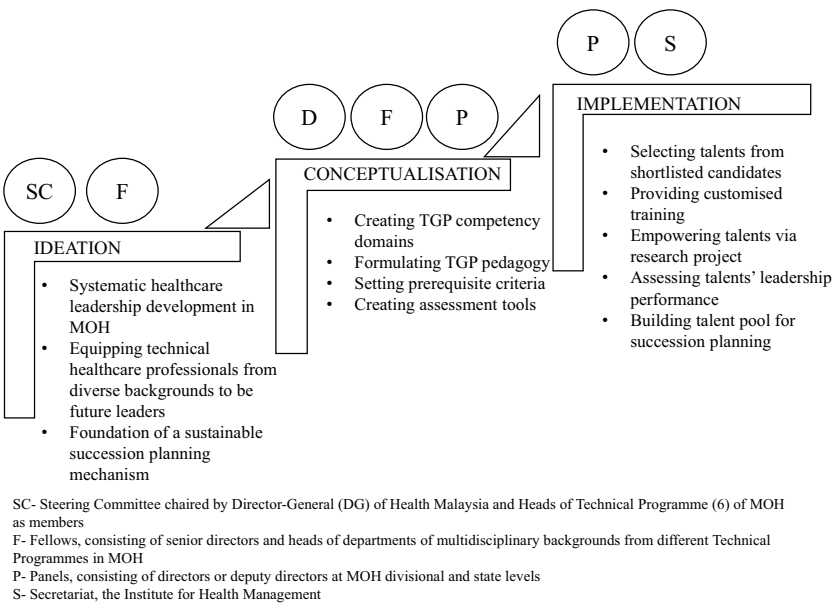 SC
F
IDEATION
• Systematic healthcare
leadership development in
MOH
• Equipping technical
healthcare professionals from
diverse backgrounds to be
future leaders
• Foundation of a sustainable
succession planning
mechanism
D
F
P
CONCEPTUALISATION
• Creating TGP competency
domains
• Formulating TGP pedagogy
• Setting prerequisite criteria
• Creating assessment tools
P
S
IMPLEMENTATION
• Selecting talents from
shortlisted candidates
• Providing customised
training
• Empowering talents via
research project
• Assessing talents’ leadership
performance
• Building talent pool for
succession planning
SC- Steering Committee chaired by Director-General (DG) of Health Malaysia and Heads of Technical Programme (6) of MOH
as members
F- Fellows, consisting of senior directors and heads of departments of multidisciplinary backgrounds from different Technical
Programmes in MOH
P- Panels, consisting of directors or deputy directors at MOH divisional and state levels
S- Secretariat, the Institute for Health Management